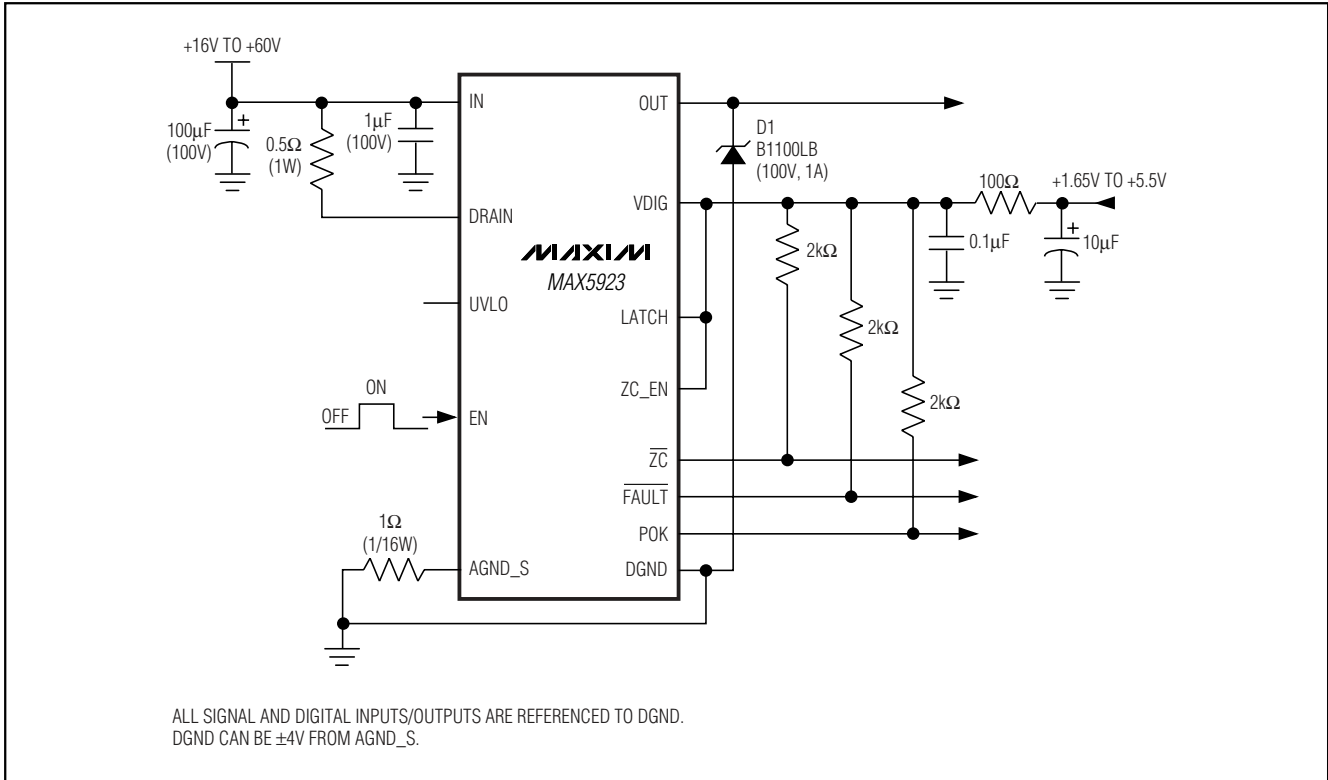 +16V TO +60V
100µF
(100V)
+
0.5Ω
(1W)
1µF
(100V)
IN
DRAIN
UVLO
ON
OFF
EN
1Ω
(1/16W)
AGND_S
MAXIM
MAX5923
OUT
VDIG
LATCH
ZC_EN
ZC
FAULT
POK
DGND
D1
B1100LB
(100V, 1A)
2kΩ
2kΩ
2kΩ
0.1µF
100Ω
+1.65V TO +5.5V
+
10µF
ALL SIGNAL AND DIGITAL INPUTS/OUTPUTS ARE REFERENCED TO DGND.
DGND CAN BE ±4V FROM AGND_S.